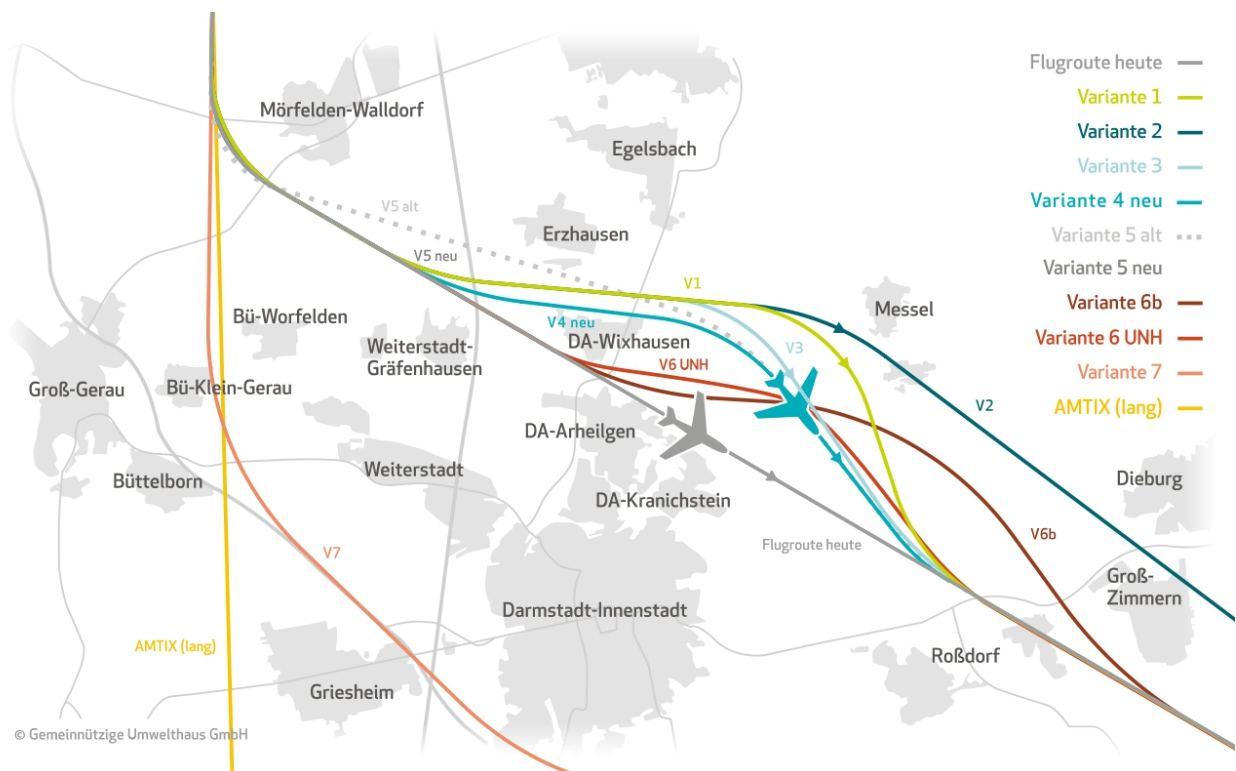 Flugroute heute
Variante 1
Variante 2
Variante 3
Variante 4 neu
Variante 5 alt
Variante 5 neu
Variante 6b
Variante 6 UNH
Variante 7
AMTIX (lang)
Mörfelden-Walldorf
Egelsbach
V5 alt
Erzhausen
V5 neu
V1
Messel
Bü-Worfelden
V4 neu
DA-Wixhausen
V3
Weiterstadt-
Gräfenhausen
V6 UNH
Groß-Gerau
Bü-Klein-Gerau
V2
DA-Arheilgen
Weiterstadt
Büttelborn
Dieburg
DA-Kranichstein
V6b
Flugroute heute
V7
Groß-
Zimmern
Darmstadt-Innenstadt
AMTIX (lang)
Roßdorf
Griesheim
© Gemeinnützige Umwelthaus GmbH